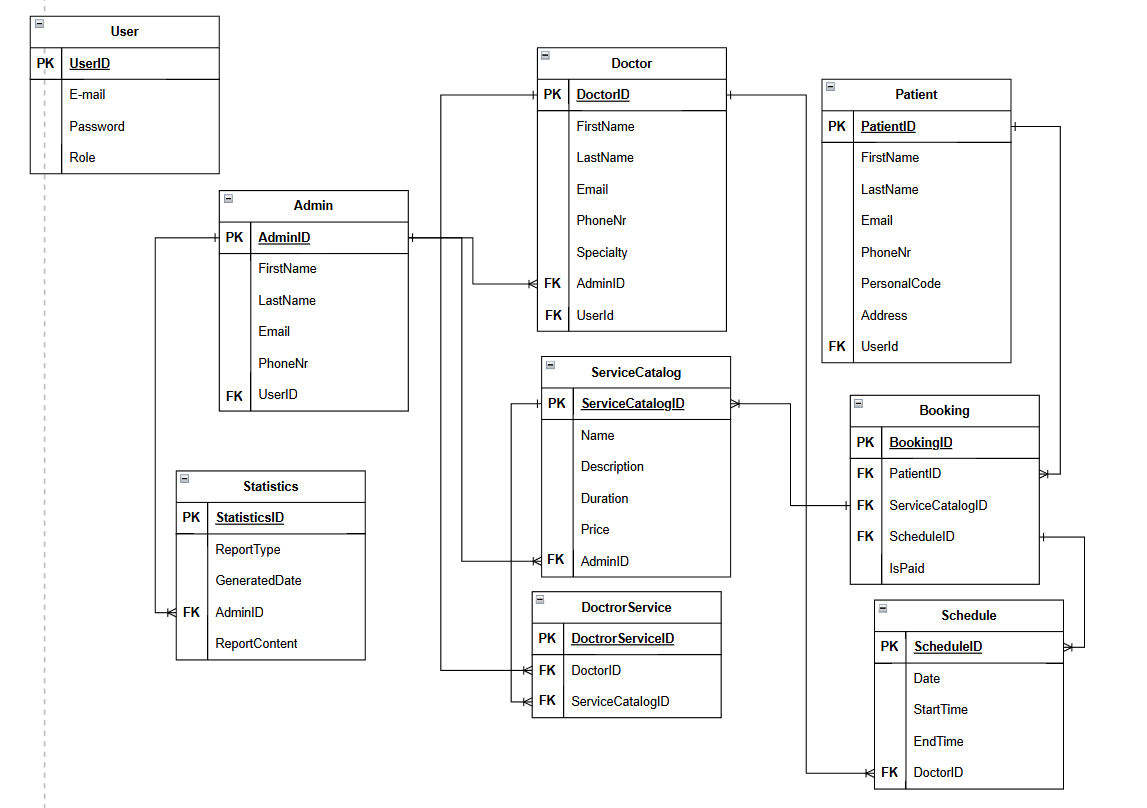 User
PK UserID
E-mail
Password
Role
Admin
PK AdminID
FirstName
LastName
Email
PhoneNr
FK UserID
Statistics
PK StatisticsID
ReportType
GeneratedDate
FK AdminID
ReportContent
Doctor
PK DoctorID
FirstName
LastName
Email
PhoneNr
Specialty
FK AdminID
FK UserId
ServiceCatalog
PK ServiceCatalogID
Name
Description
Duration
Price
FK AdminID
DoctrorService
PK DoctrorServiceID
FK DoctorID
FK ServiceCatalogID
Patient
PK PatientID
FirstName
LastName
Email
PhoneNr
PersonalCode
Address
FK UserId
Booking
PK BookingID
FK PatientID
FK ServiceCatalogID
FK ScheduleID
IsPaid
Schedule
PK ScheduleID
Date
StartTime
EndTime
FK DoctorID